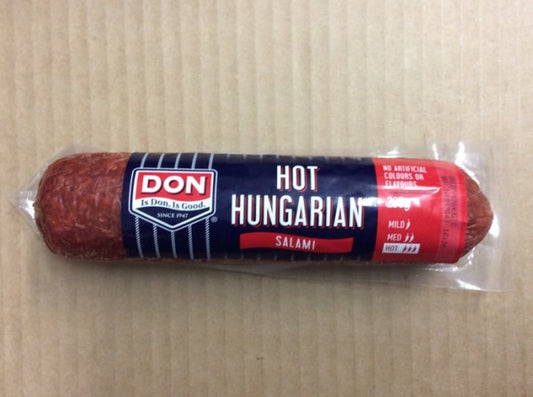 DON
Is Don. Is Good.
SINCE 1947
®
HOT
HUNGARIAN
SALAMI
NO ARTIFICIAL
COLOURS OR
FLAVOURS
MILD
MED
HOT